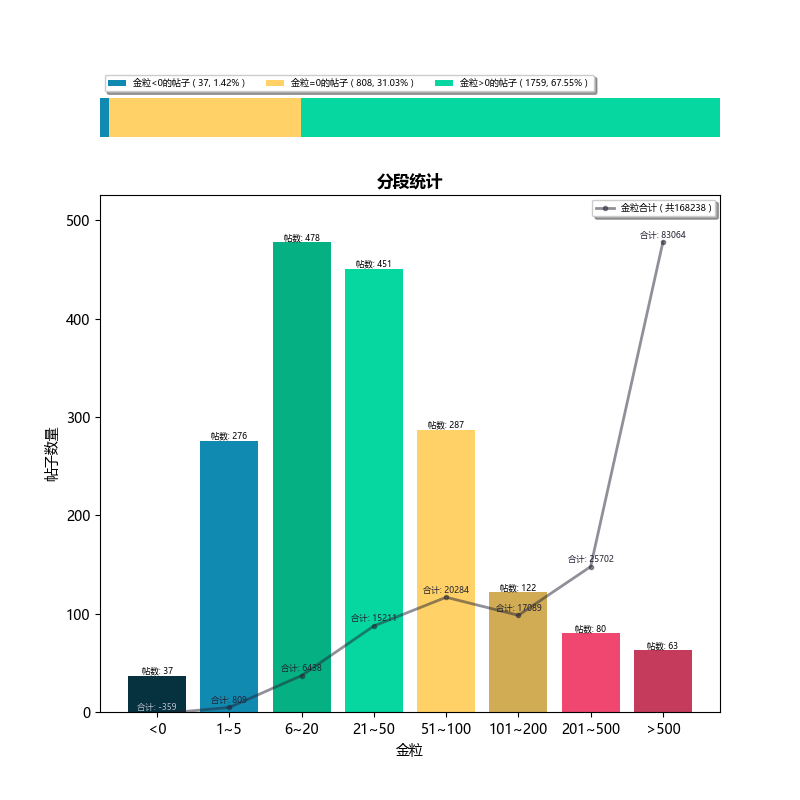 金粒<0的帖子 ( 37, 1.42% ) 金粒=0的帖子 ( 808, 31.03% ) 金粒>0的帖子 ( 1759, 67.55% )
分段统计
金粒合计 ( 共168238 )
500
400
300
200
100
0
帖子数量
帖数: 37
帖数: 276
帖数: 478
帖数: 451
帖数: 287
帖数: 122
帖数: 80
帖数: 63
合计: -359
合计: 809
合计: 6438
合计: 15211
合计: 20284
合计: 17089
合计: 25702
合计: 83064
<0 1~5 6~20 21~50 51~100 101~200 201~500 >500
金粒